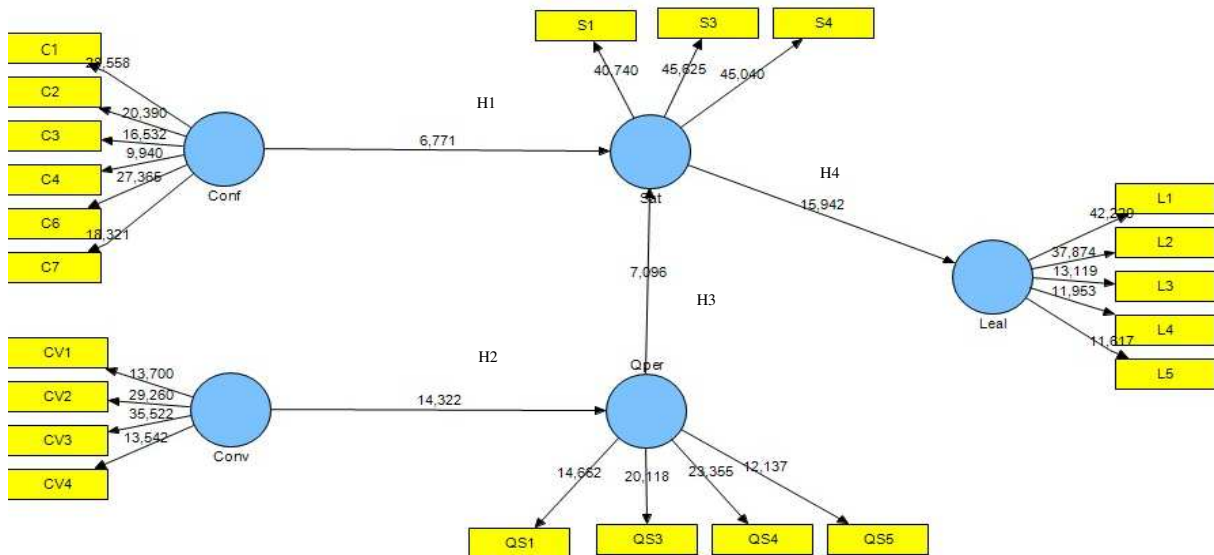 S1
S3
S4
C1
C2
C3
C4
C6
C7
28,558
20,390
16,532
9,940
27,365
18,321
Conf
H1
6,771
40,740
45,625
45,040
Sat
H4
15,942
L1
L2
L3
L4
L5
37,874
13,119
11,953
11,617
Leal
7,096
H3
CV1
CV2
CV3
CV4
13,700
29,260
35,522
13,542
Conv
H2
14,322
Qper
20,118
23,355
12,137
QS1
QS3
QS4
QS5